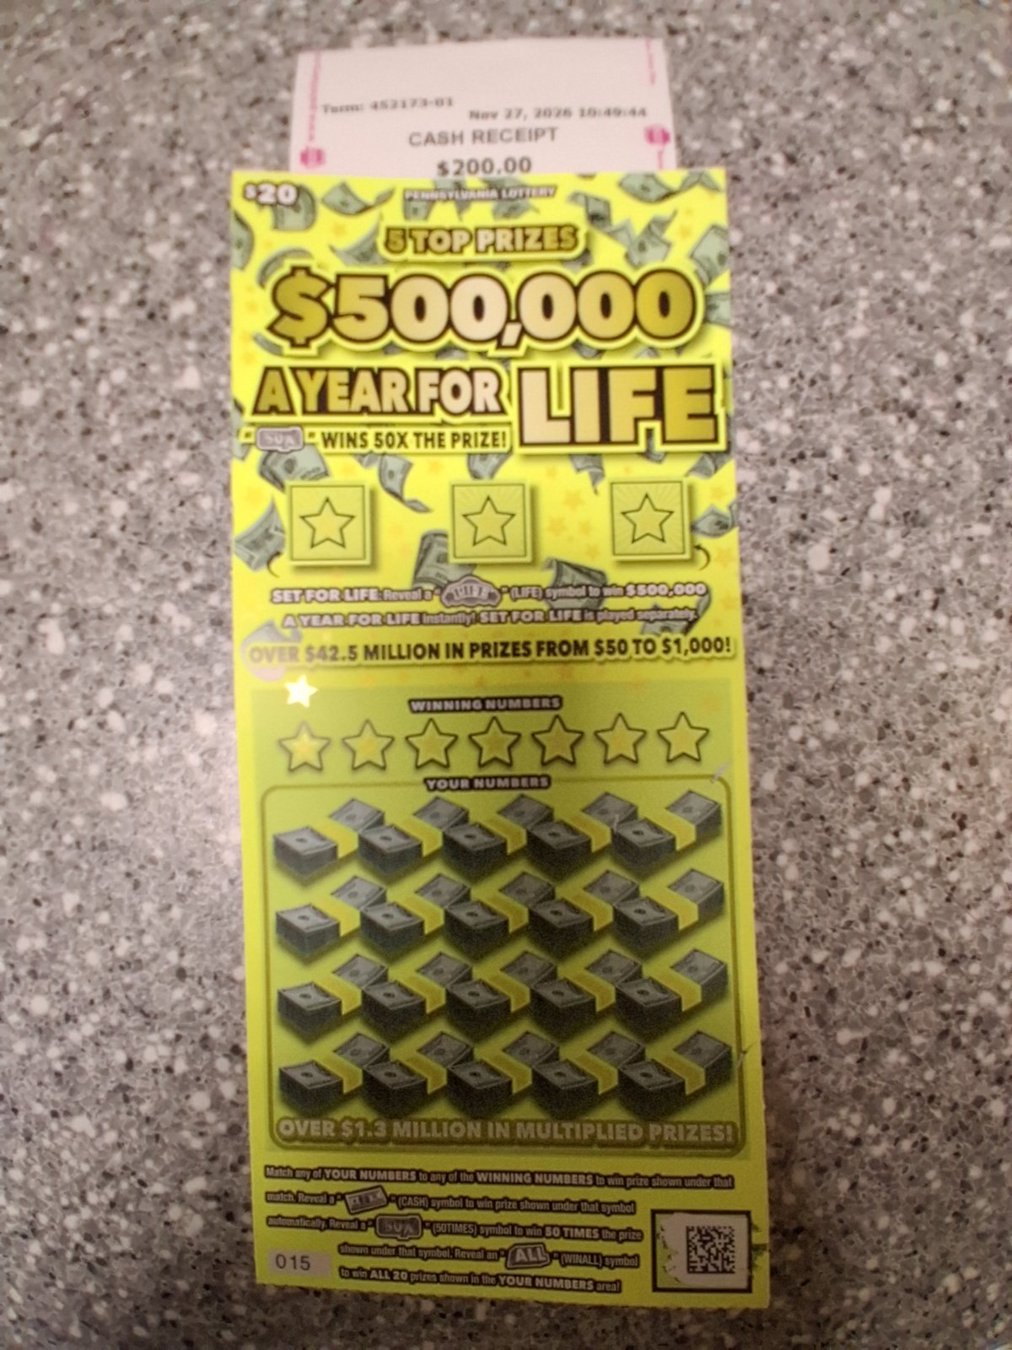 Term: 452173-01
Nov 27, 2026 10:49:44
CASH RECEIPT
$200.00
$20
PENNSYLVANIA LOTTERY
5 TOP PRIZES
$500,000
A YEAR FOR LIFE
"50X" WINS 50X THE PRIZE!
SET FOR LIFE: Reveal a "LIFE" (LIFE) symbol to win $500,000
A YEAR FOR LIFE instantly! SET FOR LIFE is played separately.
OVER $42.5 MILLION IN PRIZES FROM $50 TO $1,000!
WINNING NUMBERS
YOUR NUMBERS
OVER $1.3 MILLION IN MULTIPLIED PRIZES!
Match any of YOUR NUMBERS to any of the WINNING NUMBERS to win prize shown under that
match. Reveal a " " (CASH) symbol to win prize shown under that symbol
automatically. Reveal a "50X" (50TIMES) symbol to win 50 TIMES the prize
shown under that symbol. Reveal an "ALL" (WINALL) symbol
to win ALL 20 prizes shown in the YOUR NUMBERS area!
015